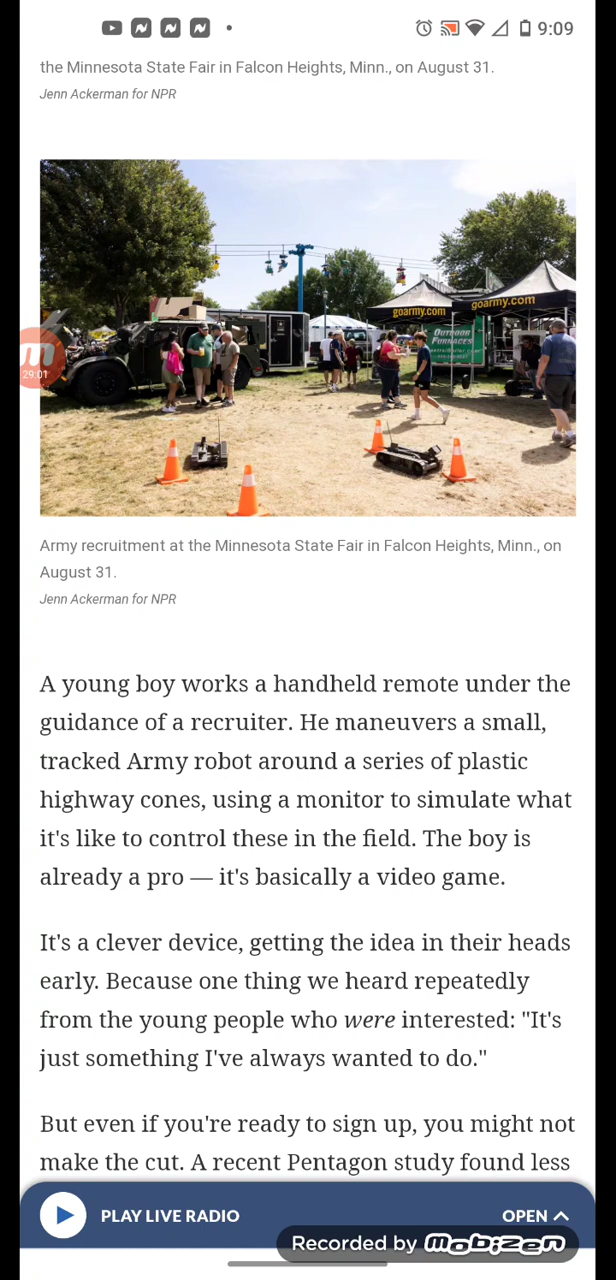 9:09
the Minnesota State Fair in Falcon Heights, Minn., on August 31.
Jenn Ackerman for NPR
goarmy.com
goarmy.com
OUTDOOR
FURNACES
29:01
Army recruitment at the Minnesota State Fair in Falcon Heights, Minn., on
August 31.
Jenn Ackerman for NPR
A young boy works a handheld remote under the
guidance of a recruiter. He maneuvers a small,
tracked Army robot around a series of plastic
highway cones, using a monitor to simulate what
it's like to control these in the field. The boy is
already a pro — it's basically a video game.
It's a clever device, getting the idea in their heads
early. Because one thing we heard repeatedly
from the young people who were interested: "It's
just something I've always wanted to do."
But even if you're ready to sign up, you might not
make the cut. A recent Pentagon study found less
PLAY LIVE RADIO
OPEN
Recorded by mobizen